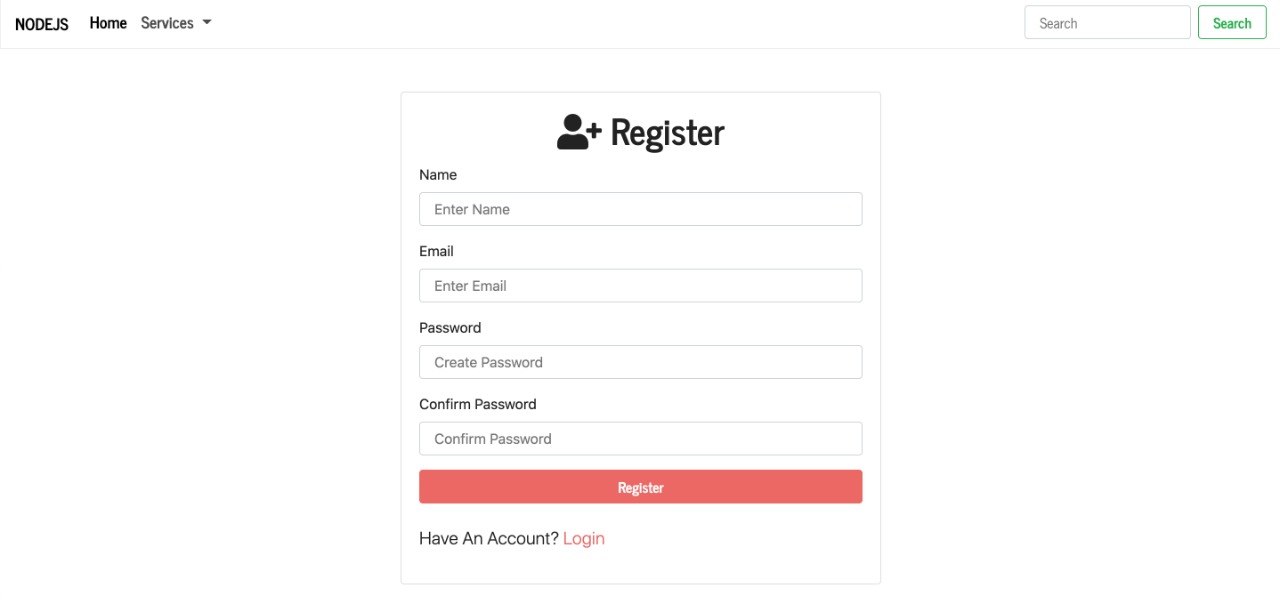 NODEJS Home Services Search Search
Register
Name
Enter Name
Email
Enter Email
Password
Create Password
Confirm Password
Confirm Password
Register
Have An Account? Login